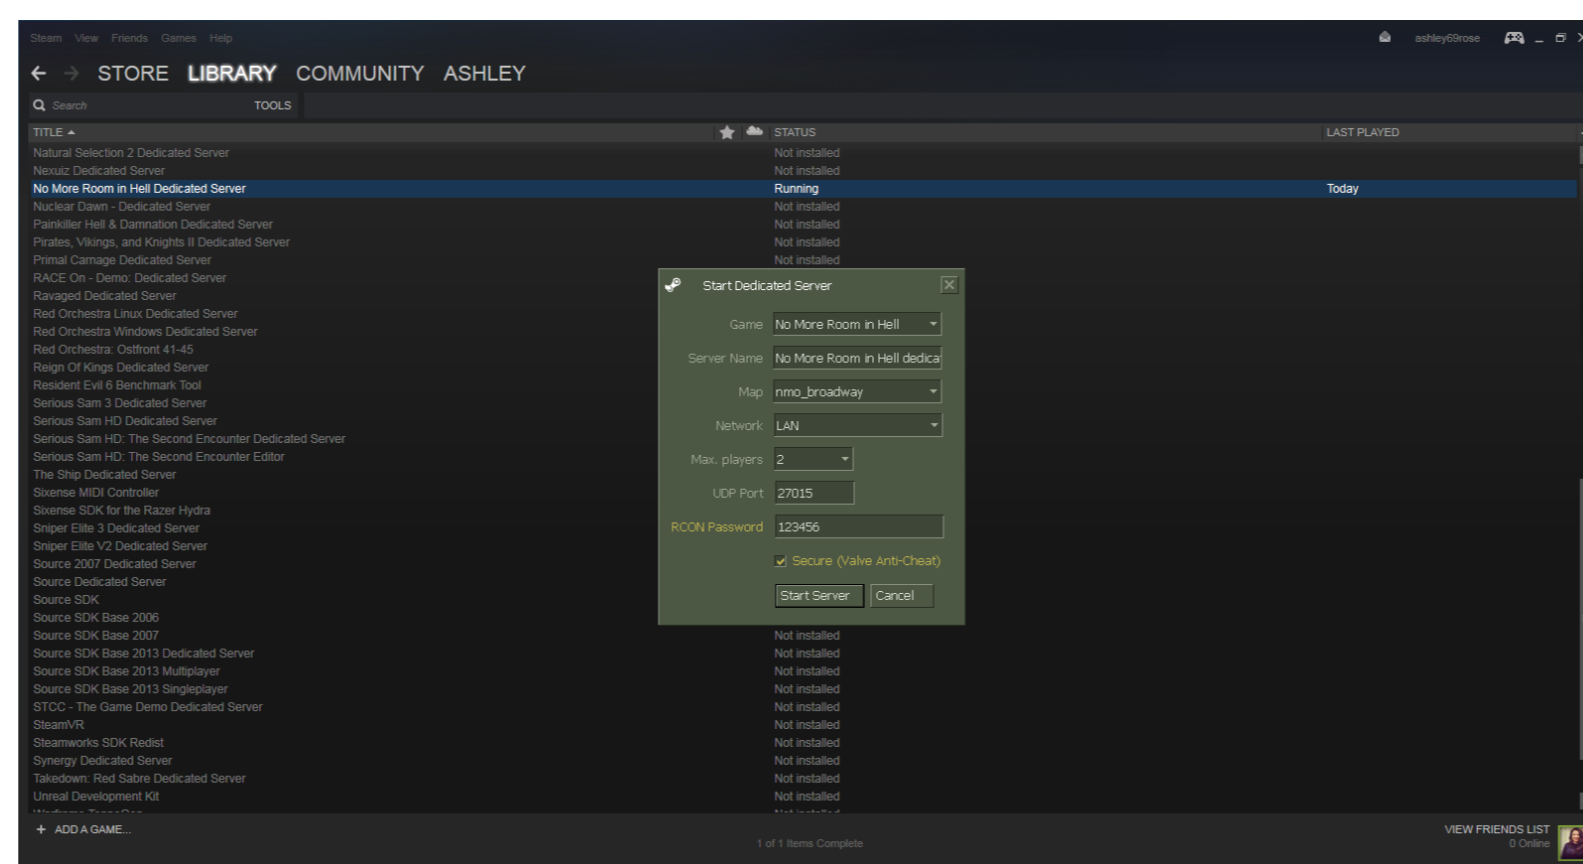 Steam View Friends Games Help
ashley69rose
STORE LIBRARY COMMUNITY ASHLEY
Search TOOLS
TITLE STATUS LAST PLAYED
Natural Selection 2 Dedicated Server Not installed
Nexuiz Dedicated Server Not installed
No More Room in Hell Dedicated Server Running Today
Nuclear Dawn - Dedicated Server Not installed
Painkiller Hell & Damnation Dedicated Server Not installed
Pirates, Vikings, and Knights II Dedicated Server Not installed
Primal Carnage Dedicated Server Not installed
RACE On - Demo: Dedicated Server
Ravaged Dedicated Server
Red Orchestra Linux Dedicated Server
Red Orchestra Windows Dedicated Server
Red Orchestra: Ostfront 41-45
Reign Of Kings Dedicated Server
Resident Evil 6 Benchmark Tool
Serious Sam 3 Dedicated Server
Serious Sam HD Dedicated Server
Serious Sam HD: The Second Encounter Dedicated Server
Serious Sam HD: The Second Encounter Editor
The Ship Dedicated Server
Sixense MIDI Controller
Sixense SDK for the Razer Hydra
Sniper Elite 3 Dedicated Server
Sniper Elite V2 Dedicated Server
Source 2007 Dedicated Server
Source Dedicated Server
Source SDK
Source SDK Base 2006
Source SDK Base 2007 Not installed
Source SDK Base 2013 Dedicated Server Not installed
Source SDK Base 2013 Multiplayer Not installed
Source SDK Base 2013 Singleplayer Not installed
STCC - The Game Demo Dedicated Server Not installed
SteamVR Not installed
Steamworks SDK Redist Not installed
Synergy Dedicated Server Not installed
Takedown: Red Sabre Dedicated Server Not installed
Unreal Development Kit Not installed
Start Dedicated Server
Game No More Room in Hell
Server Name No More Room in Hell dedica
Map nmo_broadway
Network LAN
Max. players 2
UDP Port 27015
RCON Password 123456
Secure (Valve Anti-Cheat)
Start Server Cancel
+ ADD A GAME...
1 of 1 Items Complete
VIEW FRIENDS LIST
0 Online